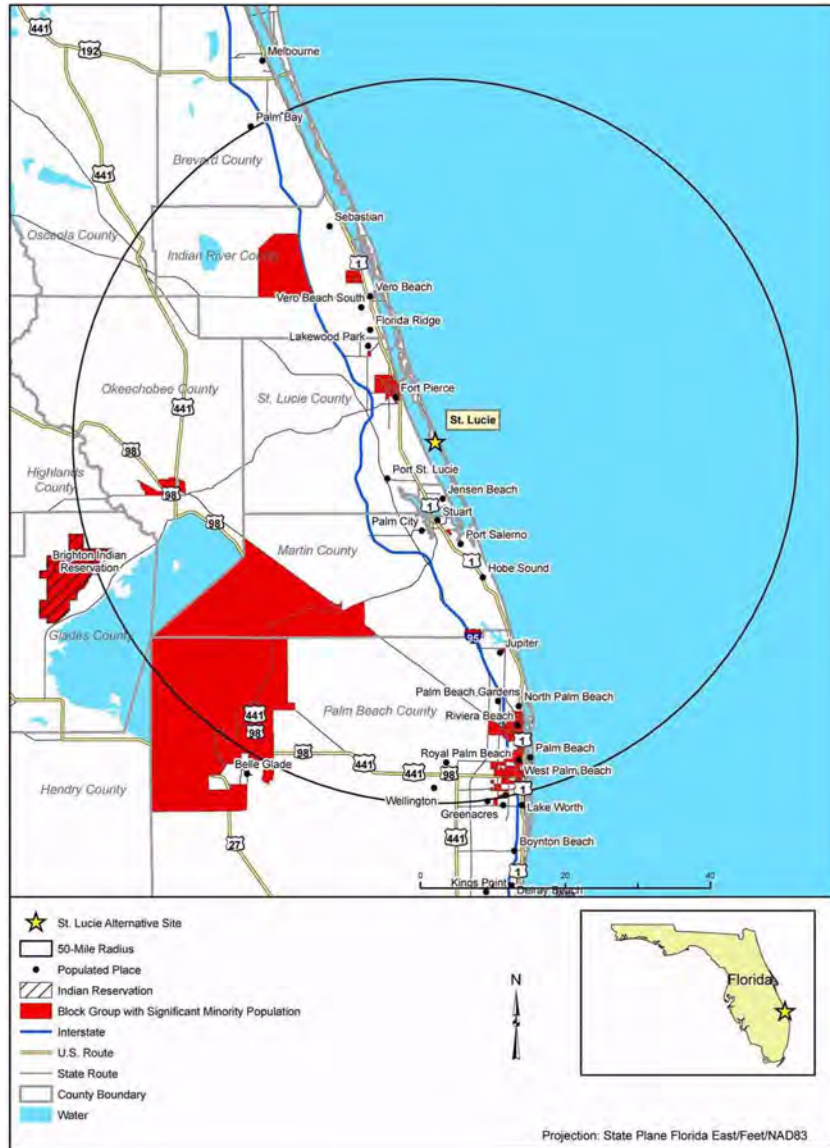 441
192
Melbourne
Palm Bay
441
Brevard County
Sebastian
Osceola County
Indian River County
1
Vero Beach
Vero Beach South
Florida Ridge
Lakewood Park
Okeechobee County
441
St. Lucie County
Fort Pierce
St. Lucie
98
Highlands
County
98
Port St. Lucie
Jensen Beach
1
Stuart
98
Palm City
Port Salerno
Martin County
Brighton Indian
Reservation
1
Hobe Sound
Glades County
95
Jupiter
Palm Beach Gardens
North Palm Beach
441
Palm Beach County
Riviera Beach
98
1
98
Royal Palm Beach
Palm Beach
441
441
98
West Palm Beach
Belle Glade
Hendry County
Wellington
1
Greenacres
Lake Worth
27
441
Boynton Beach
1
Kings Point
Delray Beach
0
20
40
St. Lucie Alternative Site
50-Mile Radius
Populated Place
Indian Reservation
Block Group with Significant Minority Population
Interstate
U.S. Route
State Route
County Boundary
Water
N
Florida
Projection: State Plane Florida East/Feet/NAD83